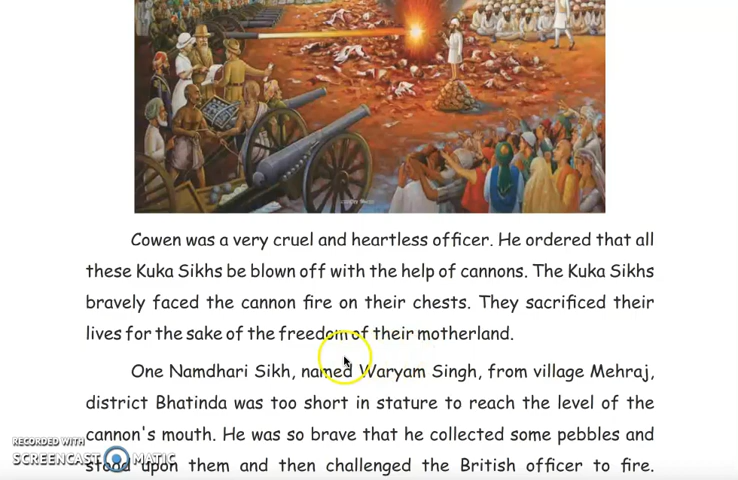 Cowen was a very cruel and heartless officer. He ordered that all
these Kuka Sikhs be blown off with the help of cannons. The Kuka Sikhs
bravely faced the cannon fire on their chests. They sacrificed their
lives for the sake of the freedom of their motherland.
One Namdhari Sikh, named Waryam Singh, from village Mehraj,
district Bhatinda was too short in stature to reach the level of the
cannon's mouth. He was so brave that he collected some pebbles and
stood upon them and then challenged the British officer to fire.
RECORDED WITH
SCREENCAST MATIC